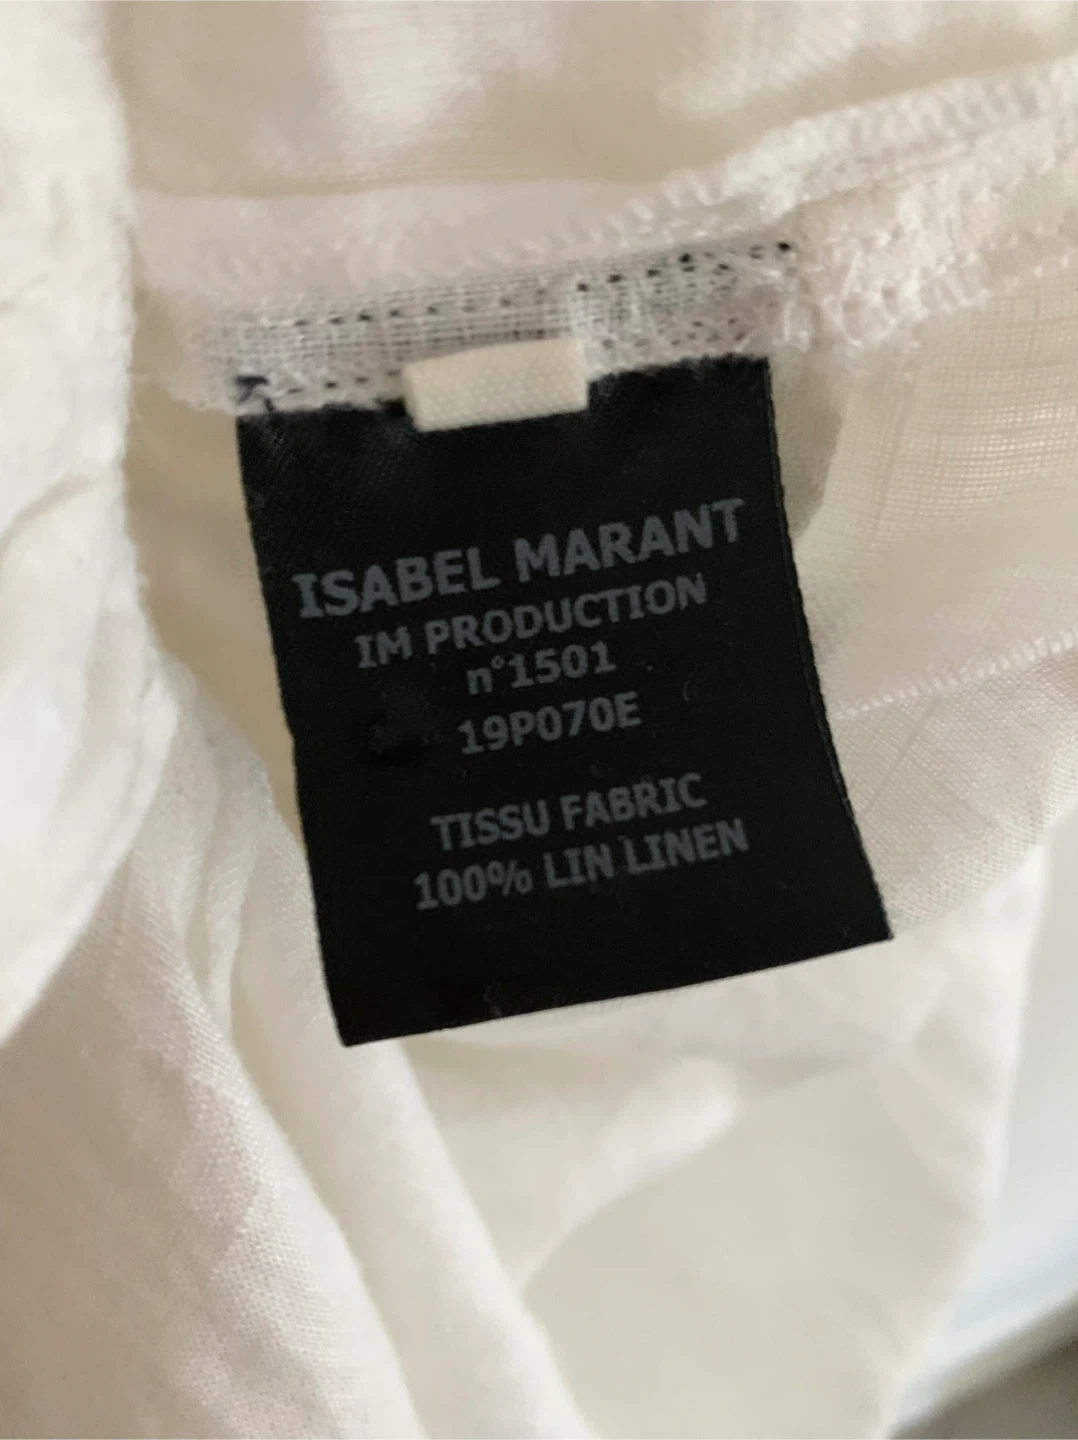 ISABEL MARANT
IM PRODUCTION
n°1501
19P070E
TISSU FABRIC
100% LIN LINEN